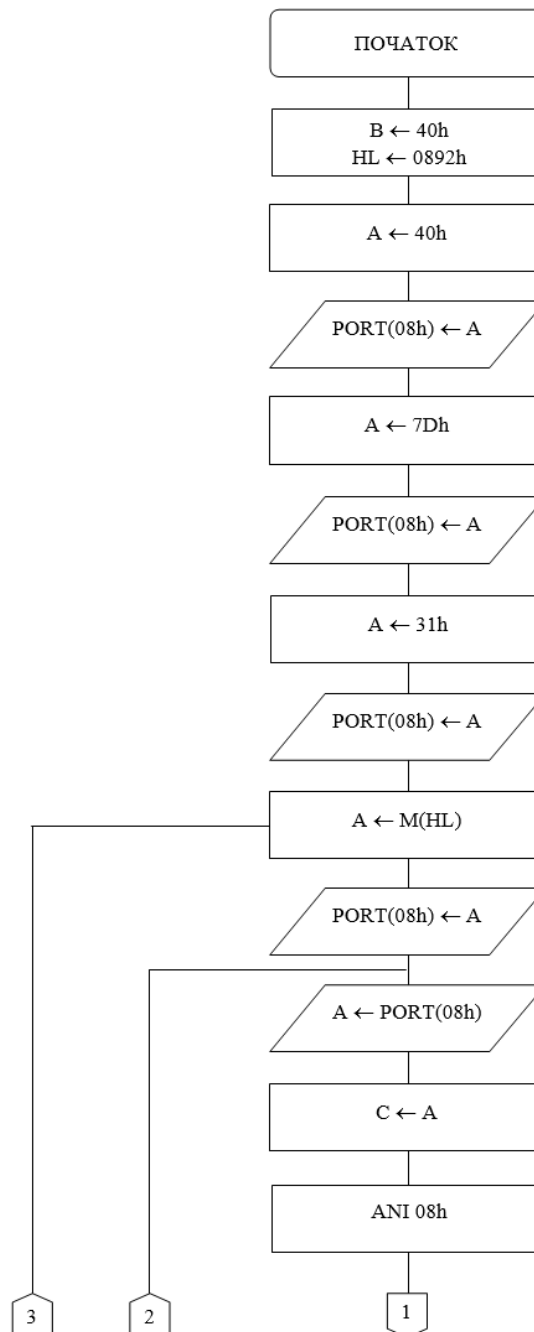 ПОЧАТОК
B ← 40h
HL ← 0892h
A ← 40h
PORT(08h) ← A
A ← 7Dh
PORT(08h) ← A
A ← 31h
PORT(08h) ← A
A ← M(HL)
PORT(08h) ← A
A ← PORT(08h)
C ← A
ANI 08h
3
2
1